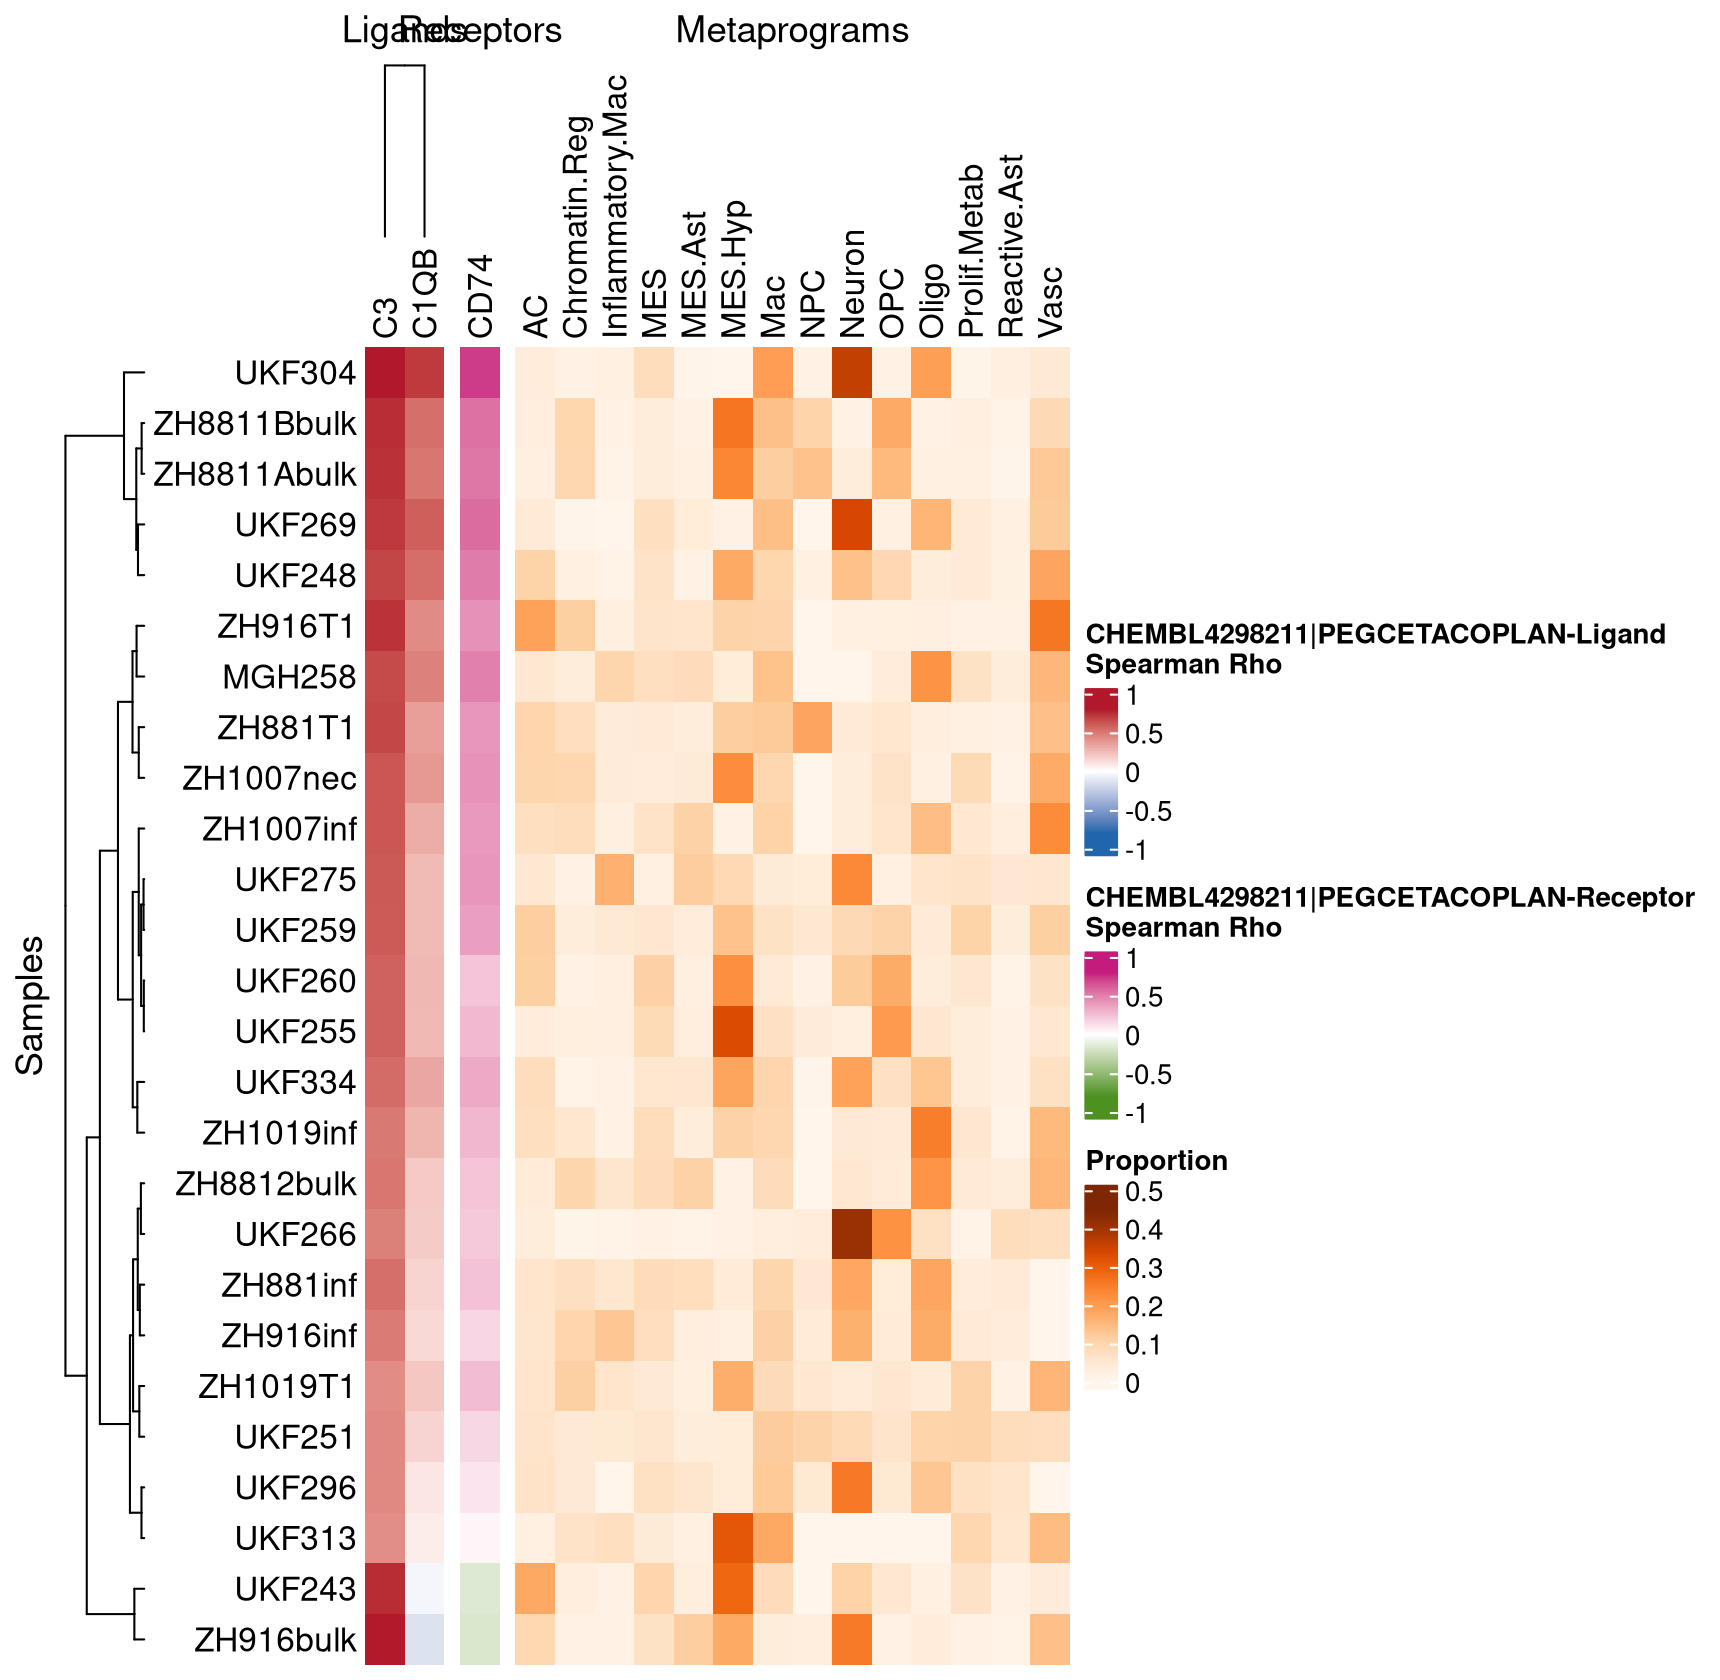 Ligands
Receptors
Metaprograms
C3
C1QB
CD74
AC
Chromatin.Reg
Inflammatory.Mac
MES
MES.Ast
MES.Hyp
Mac
NPC
Neuron
OPC
Oligo
Prolif.Metab
Reactive.Ast
Vasc
Samples
UKF304
ZH8811Bbulk
ZH8811Abulk
UKF269
UKF248
ZH916T1
MGH258
ZH881T1
ZH1007nec
ZH1007inf
UKF275
UKF259
UKF260
UKF255
UKF334
ZH1019inf
ZH8812bulk
UKF266
ZH881inf
ZH916inf
ZH1019T1
UKF251
UKF296
UKF313
UKF243
ZH916bulk
CHEMBL4298211|PEGCETACOPLAN-Ligand
Spearman Rho
1
0.5
0
-0.5
-1
CHEMBL4298211|PEGCETACOPLAN-Receptor
Spearman Rho
1
0.5
0
-0.5
-1
Proportion
0.5
0.4
0.3
0.2
0.1
0